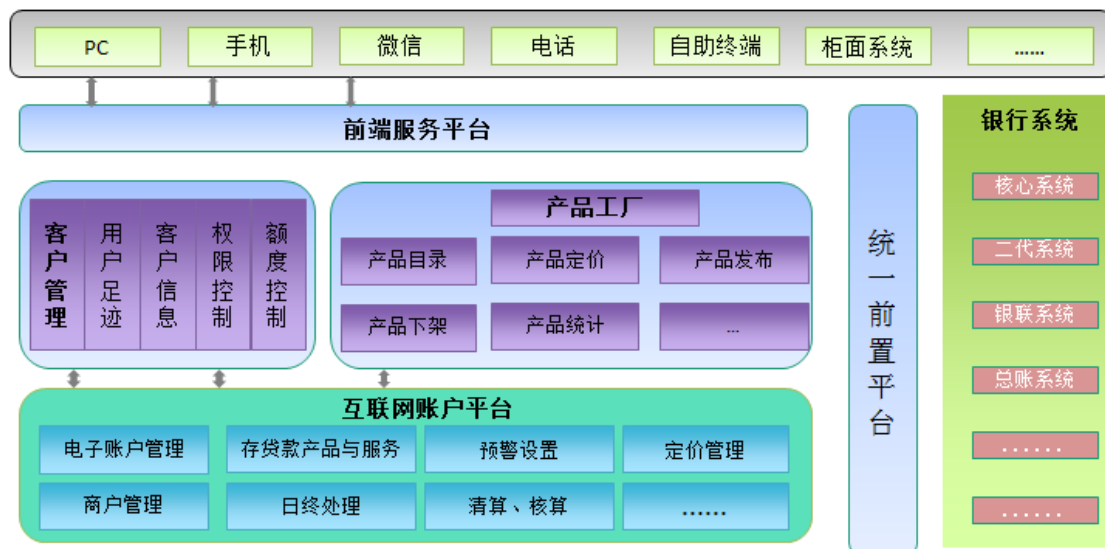 PC
手机
微信
电话
自助终端
柜面系统
……
前端服务平台
客户管理
用户足迹
客户信息
权限控制
额度控制
产品工厂
产品目录
产品定价
产品发布
产品下架
产品统计
...
互联网账户平台
电子账户管理
存贷款产品与服务
预警设置
定价管理
商户管理
日终处理
清算、核算
……
统一前置平台
银行系统
核心系统
二代系统
银联系统
总账系统
......
......